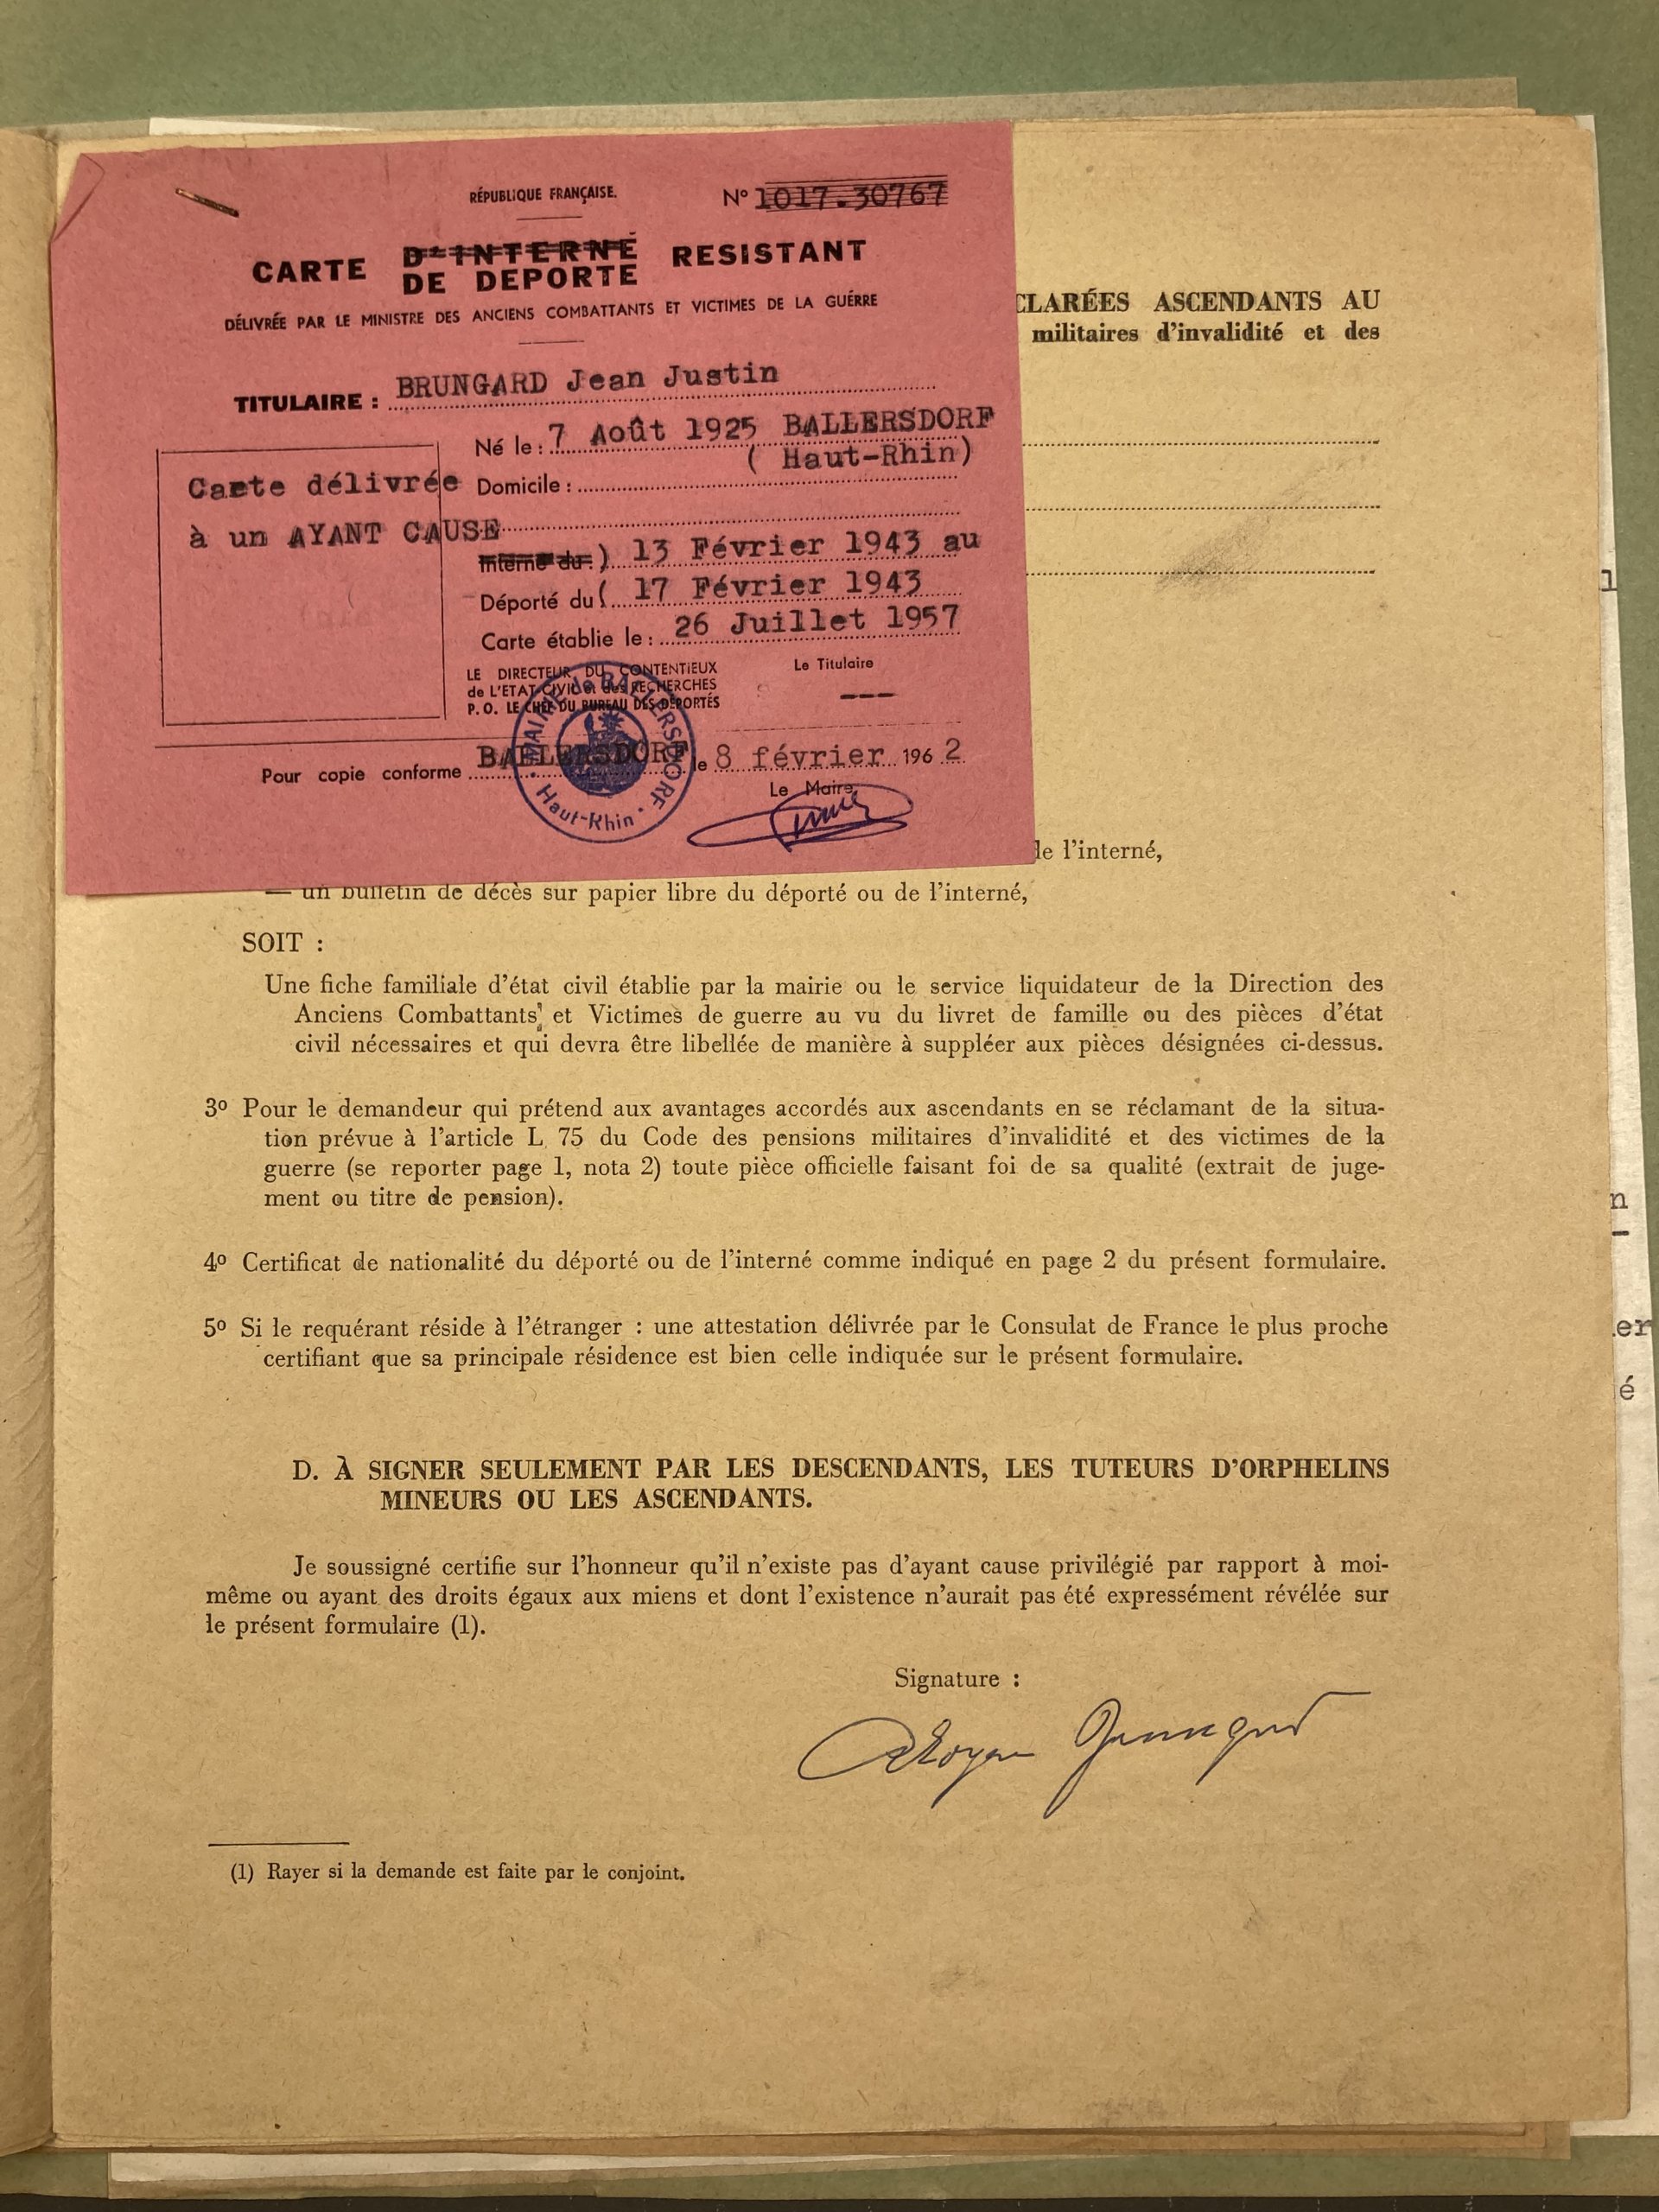 RÉPUBLIQUE FRANÇAISE.
Nº 1017.30767
CARTE D'INTERNÉ RESISTANT
DE DEPORTE
DÉLIVRÉE PAR LE MINISTRE DES ANCIENS COMBATTANTS ET VICTIMES DE LA GUÉRRE
TITULAIRE : BRUNGARD Jean Justin
Né le : 7 Août 1925 BALLERSDORF
( Haut-Rhin)
Carte délivrée
à un AYANT CAUSE
Domicile :
Interné du : ) 13 Février 1943 au
Déporté du ( 17 Février 1943
Carte établie le : 26 Juillet 1957
LE DIRECTEUR DU CONTENTIEUX
de L'ETAT-CIVIL et des RECHERCHES
P. O. LE CHEF DU BUREAU DES DÉPORTÉS
Le Titulaire
---
MAIRIE de BALLERSDORF
Haut-Rhin
Pour copie conforme BALLERSDORF le 8 février 1962
Le Maire
CLARÉES ASCENDANTS AU
militaires d'invalidité et des
de l'interné,
— un bulletin de décès sur papier libre du déporté ou de l'interné,
SOIT :
Une fiche familiale d'état civil établie par la mairie ou le service liquidateur de la Direction des
Anciens Combattants et Victimes de guerre au vu du livret de famille ou des pièces d'état
civil nécessaires et qui devra être libellée de manière à suppléer aux pièces désignées ci-dessus.
3º Pour le demandeur qui prétend aux avantages accordés aux ascendants en se réclamant de la situa-
tion prévue à l'article L 75 du Code des pensions militaires d'invalidité et des victimes de la
guerre (se reporter page 1, nota 2) toute pièce officielle faisant foi de sa qualité (extrait de juge-
ment ou titre de pension).
4º Certificat de nationalité du déporté ou de l'interné comme indiqué en page 2 du présent formulaire.
5º Si le requérant réside à l'étranger : une attestation délivrée par le Consulat de France le plus proche
certifiant que sa principale résidence est bien celle indiquée sur le présent formulaire.
D. À SIGNER SEULEMENT PAR LES DESCENDANTS, LES TUTEURS D'ORPHELINS
MINEURS OU LES ASCENDANTS.
Je soussigné certifie sur l'honneur qu'il n'existe pas d'ayant cause privilégié par rapport à moi-
même ou ayant des droits égaux aux miens et dont l'existence n'aurait pas été expressément révélée sur
le présent formulaire (1).
Signature :
(1) Rayer si la demande est faite par le conjoint.
l
n
-
er
é